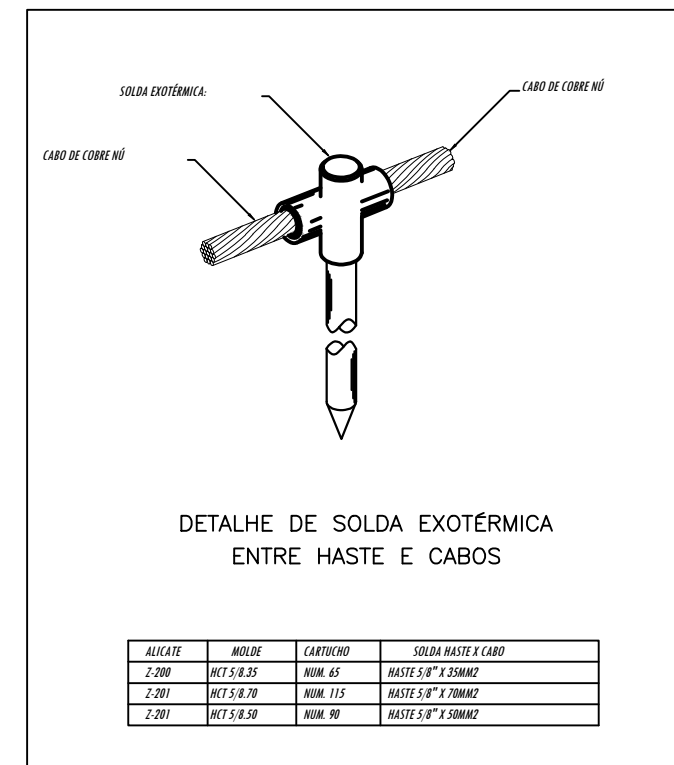 SOLDA EXOTÉRMICA:
CABO DE COBRE NÚ
CABO DE COBRE NÚ
DETALHE DE SOLDA EXOTÉRMICA
ENTRE HASTE E CABOS
ALICATE MOLDE CARTUCHO SOLDA HASTE X CABO
Z-200 HCT 5/8.35 NUM. 65 HASTE 5/8" X 35MM2
Z-201 HCT 5/8.70 NUM. 115 HASTE 5/8" X 70MM2
Z-201 HCT 5/8.50 NUM. 90 HASTE 5/8" X 50MM2